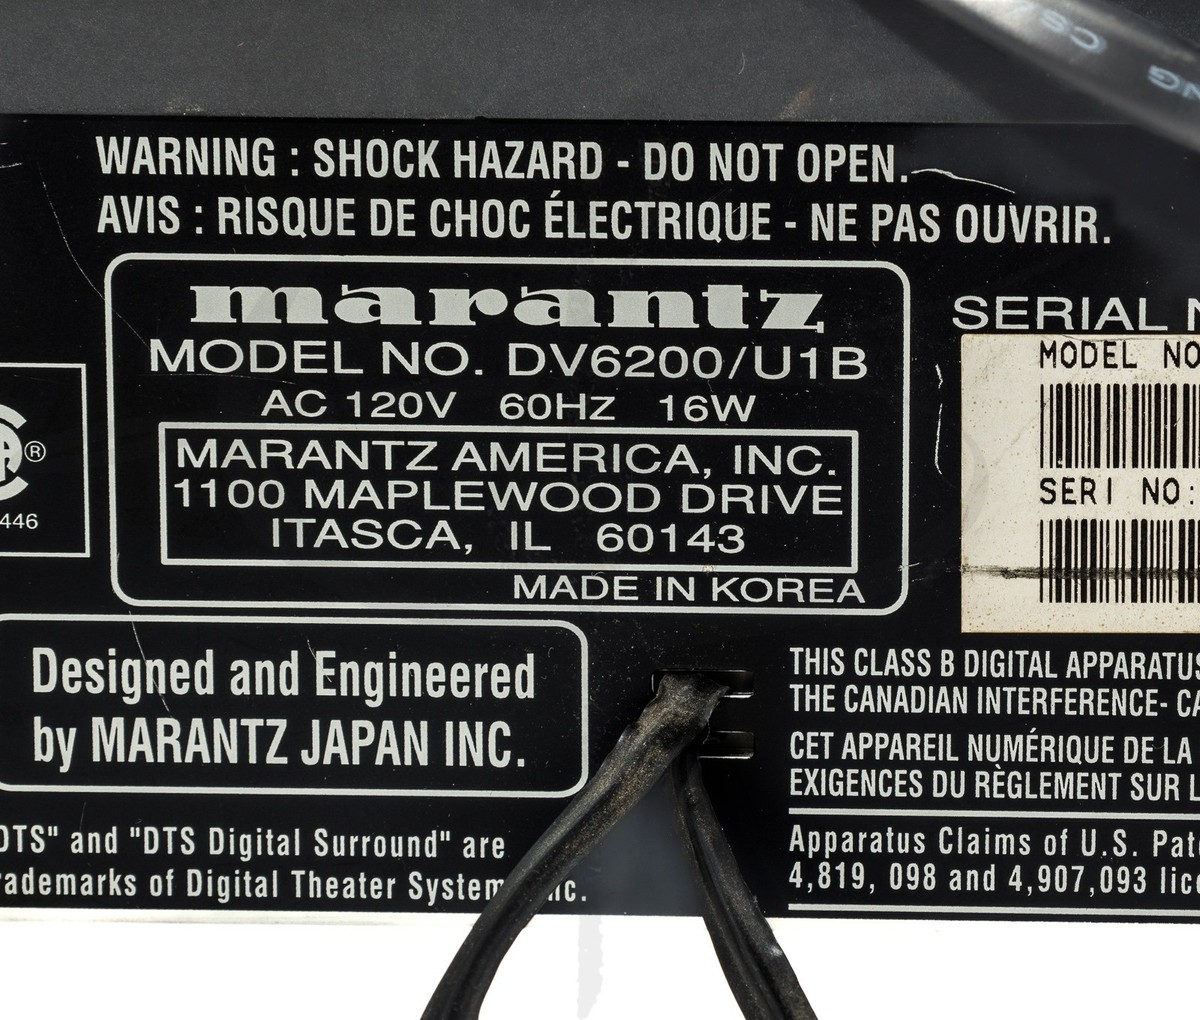 WARNING : SHOCK HAZARD - DO NOT OPEN.
AVIS : RISQUE DE CHOC ÉLECTRIQUE - NE PAS OUVRIR.
marantz
MODEL NO. DV6200/U1B
AC 120V 60HZ 16W
MARANTZ AMERICA, INC.
1100 MAPLEWOOD DRIVE
ITASCA, IL 60143
MADE IN KOREA
®
446
SERIAL
MODEL NO
SERI NO:
Designed and Engineered
by MARANTZ JAPAN INC.
DTS" and "DTS Digital Surround" are
of Digital Theater
THIS CLASS B DIGITAL APPARATUS
THE CANADIAN INTERFERENCE-
CET APPAREIL NUMÉRIQUE DE LA
EXIGENCES DU RÈGLEMENT SUR
Apparatus Claims of U.S.
4,819, 098 and 4,907,093